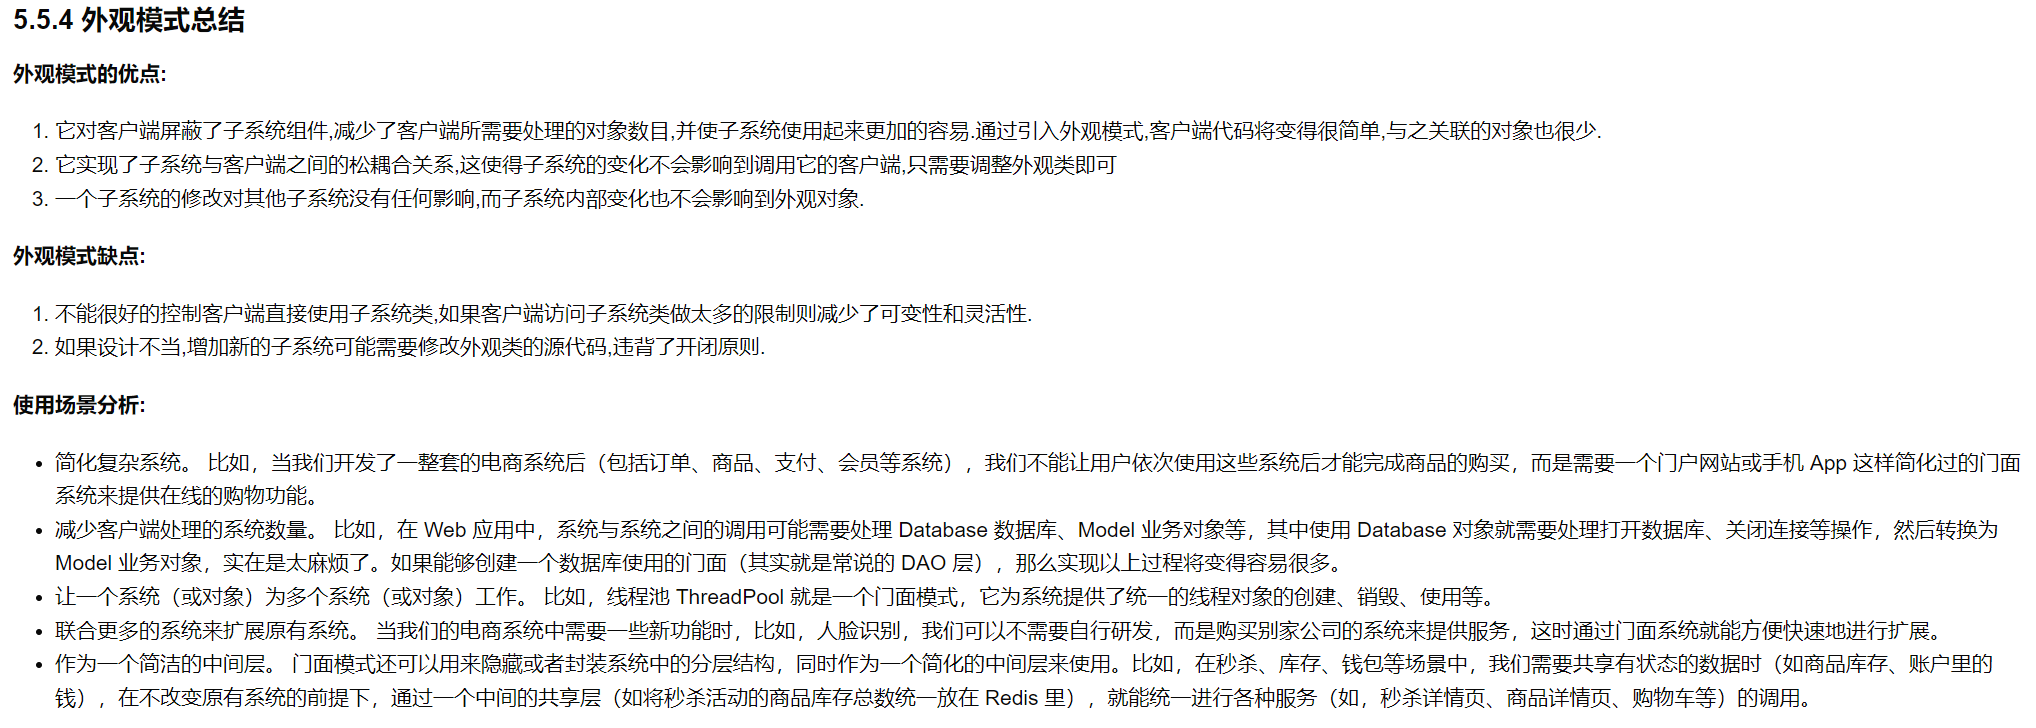 5.5.4 外观模式总结
外观模式的优点:
1. 它对客户端屏蔽了子系统组件,减少了客户端所需要处理的对象数目,并使子系统使用起来更加的容易.通过引入外观模式,客户端代码将变得很简单,与之关联的对象也很少.
2. 它实现了子系统与客户端之间的松耦合关系,这使得子系统的变化不会影响到调用它的客户端,只需要调整外观类即可
3. 一个子系统的修改对其他子系统没有任何影响,而子系统内部变化也不会影响到外观对象.
外观模式缺点:
1. 不能很好的控制客户端直接使用子系统类,如果客户端访问子系统类做太多的限制则减少了可变性和灵活性.
2. 如果设计不当,增加新的子系统可能需要修改外观类的源代码,违背了开闭原则.
使用场景分析:
• 简化复杂系统。 比如，当我们开发了一整套的电商系统后（包括订单、商品、支付、会员等系统），我们不能让用户依次使用这些系统后才能完成商品的购买，而是需要一个门户网站或手机 App 这样简化过的门面
系统来提供在线的购物功能。
• 减少客户端处理的系统数量。 比如，在 Web 应用中，系统与系统之间的调用可能需要处理 Database 数据库、Model 业务对象等，其中使用 Database 对象就需要处理打开数据库、关闭连接等操作，然后转换为
Model 业务对象，实在是太麻烦了。如果能够创建一个数据库使用的门面（其实就是常说的 DAO 层），那么实现以上过程将变得容易很多。
• 让一个系统（或对象）为多个系统（或对象）工作。 比如，线程池 ThreadPool 就是一个门面模式，它为系统提供了统一的线程对象的创建、销毁、使用等。
• 联合更多的系统来扩展原有系统。 当我们的电商系统中需要一些新功能时，比如，人脸识别，我们可以不需要自行研发，而是购买别家公司的系统来提供服务，这时通过门面系统就能方便快速地进行扩展。
• 作为一个简洁的中间层。 门面模式还可以用来隐藏或者封装系统中的分层结构，同时作为一个简化的中间层来使用。比如，在秒杀、库存、钱包等场景中，我们需要共享有状态的数据时（如商品库存、账户里的
钱），在不改变原有系统的前提下，通过一个中间的共享层（如将秒杀活动的商品库存总数统一放在 Redis 里），就能统一进行各种服务（如，秒杀详情页、商品详情页、购物车等）的调用。